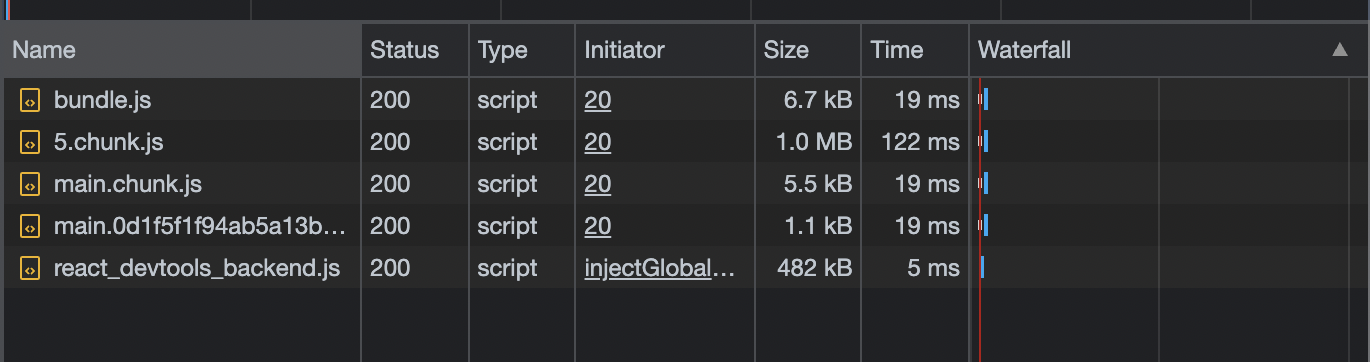 Name Status Type Initiator Size Time Waterfall ▲
bundle.js 200 script 20 6.7 kB 19 ms
5.chunk.js 200 script 20 1.0 MB 122 ms
main.chunk.js 200 script 20 5.5 kB 19 ms
main.0d1f5f1f94ab5a13b... 200 script 20 1.1 kB 19 ms
react_devtools_backend.js 200 script injectGlobal... 482 kB 5 ms